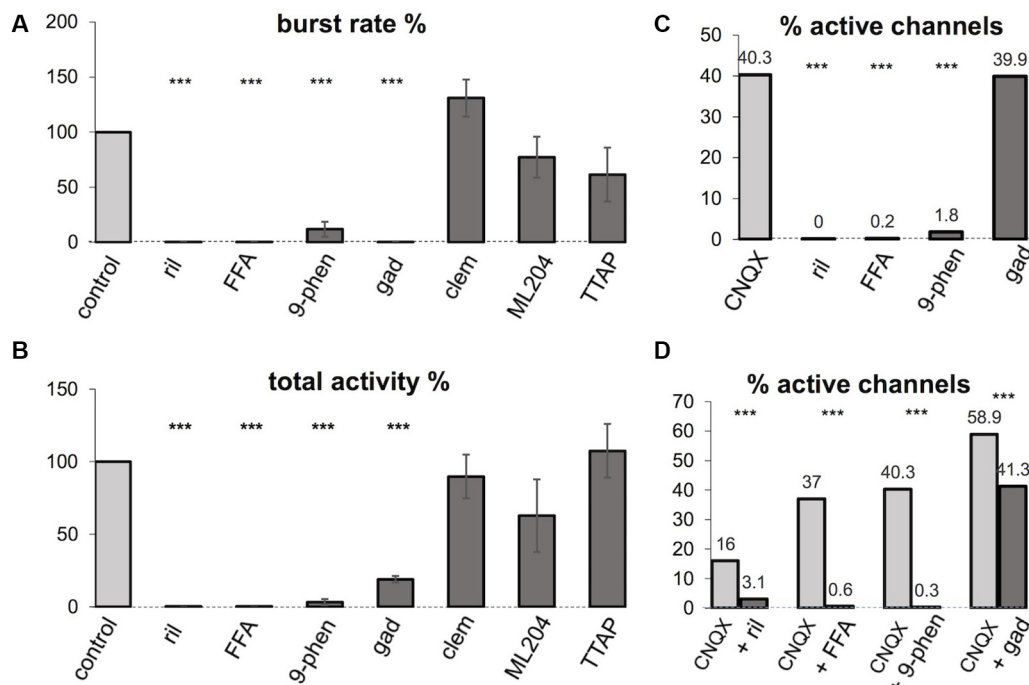 A
burst rate %
200
150
100
50
0
*** *** *** ***
control ril FFA 9-phen gad clem ML204 TTAP
B
total activity %
150
100
50
0
*** *** *** ***
control ril FFA 9-phen gad clem ML204 TTAP
C
% active channels
50
40
30
20
10
0
*** *** ***
40.3 0 0.2 1.8 39.9
CNQX ril FFA 9-phen gad
D
% active channels
70
60
50
40
30
20
10
0
*** *** *** ***
16 3.1 37 0.6 40.3 0.3 58.9 41.3
CNQX + ril CNQX + FFA CNQX + 9-phen CNQX + gad